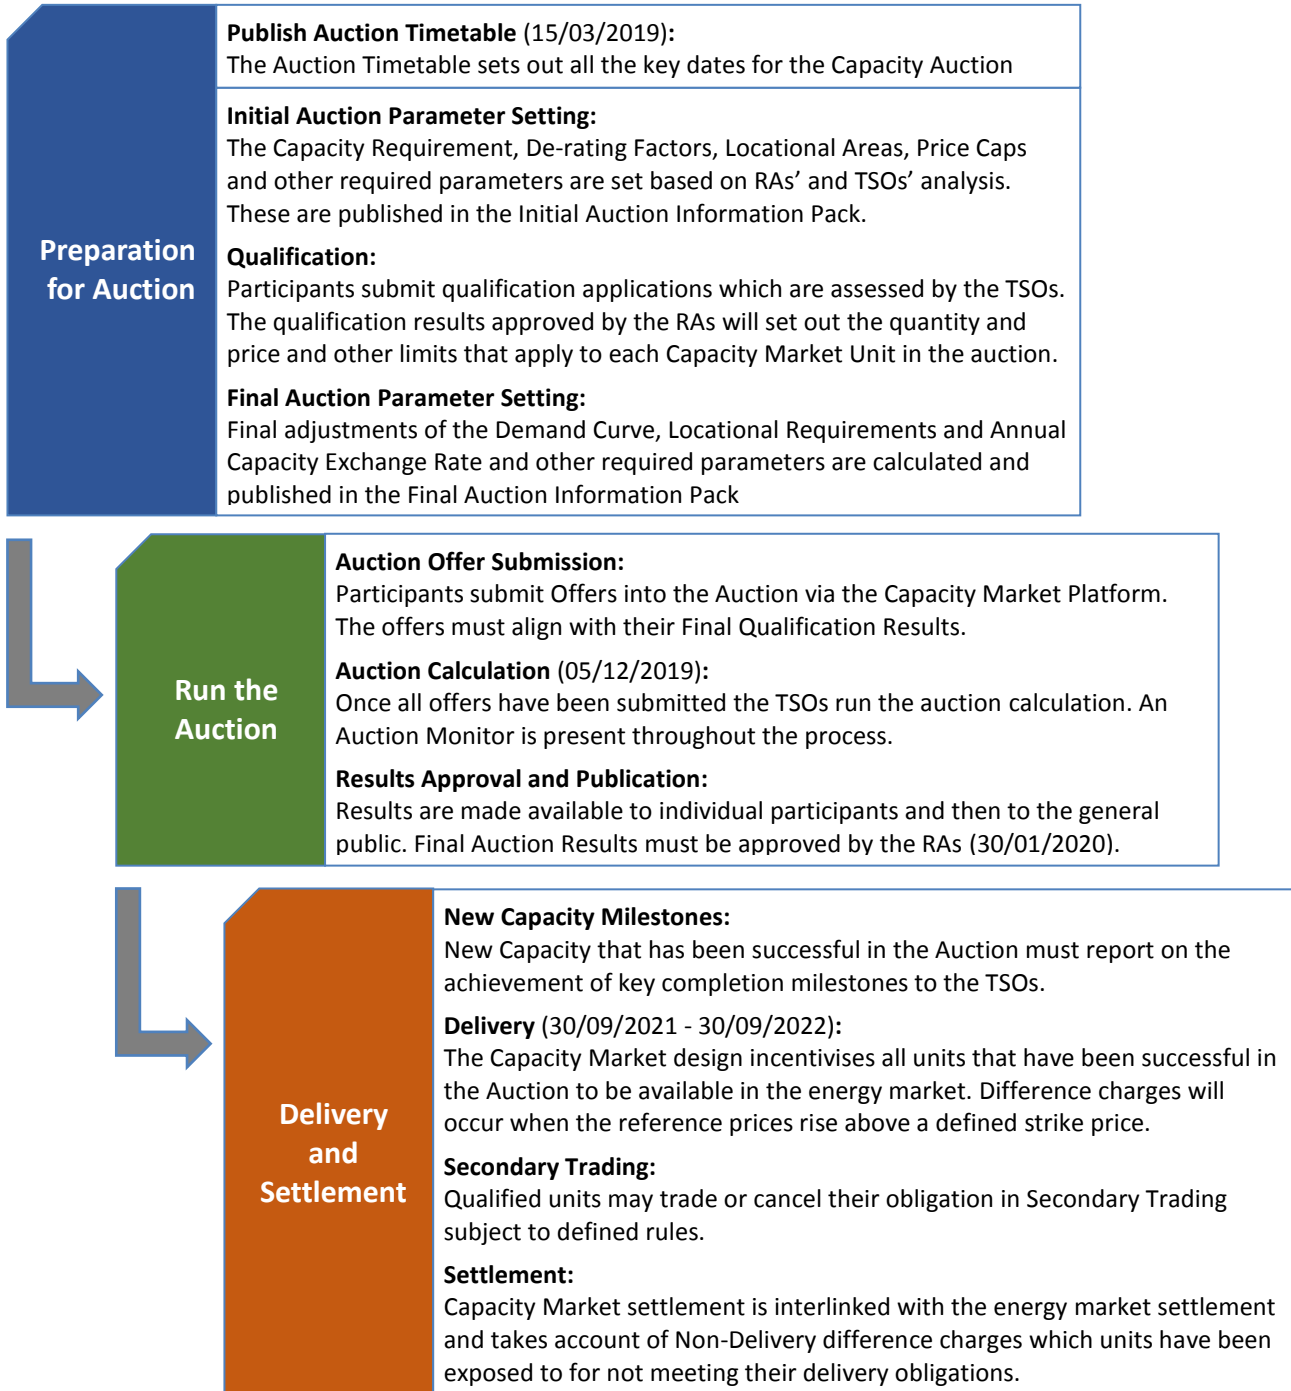 Preparation
for Auction
Publish Auction Timetable (15/03/2019):
The Auction Timetable sets out all the key dates for the Capacity Auction
Initial Auction Parameter Setting:
The Capacity Requirement, De-rating Factors, Locational Areas, Price Caps
and other required parameters are set based on RAs’ and TSOs’ analysis.
These are published in the Initial Auction Information Pack.
Qualification:
Participants submit qualification applications which are assessed by the TSOs.
The qualification results approved by the RAs will set out the quantity and
price and other limits that apply to each Capacity Market Unit in the auction.
Final Auction Parameter Setting:
Final adjustments of the Demand Curve, Locational Requirements and Annual
Capacity Exchange Rate and other required parameters are calculated and
published in the Final Auction Information Pack
Run the
Auction
Auction Offer Submission:
Participants submit Offers into the Auction via the Capacity Market Platform.
The offers must align with their Final Qualification Results.
Auction Calculation (05/12/2019):
Once all offers have been submitted the TSOs run the auction calculation. An
Auction Monitor is present throughout the process.
Results Approval and Publication:
Results are made available to individual participants and then to the general
public. Final Auction Results must be approved by the RAs (30/01/2020).
Delivery
and
Settlement
New Capacity Milestones:
New Capacity that has been successful in the Auction must report on the
achievement of key completion milestones to the TSOs.
Delivery (30/09/2021 - 30/09/2022):
The Capacity Market design incentivises all units that have been successful in
the Auction to be available in the energy market. Difference charges will
occur when the reference prices rise above a defined strike price.
Secondary Trading:
Qualified units may trade or cancel their obligation in Secondary Trading
subject to defined rules.
Settlement:
Capacity Market settlement is interlinked with the energy market settlement
and takes account of Non-Delivery difference charges which units have been
exposed to for not meeting their delivery obligations.